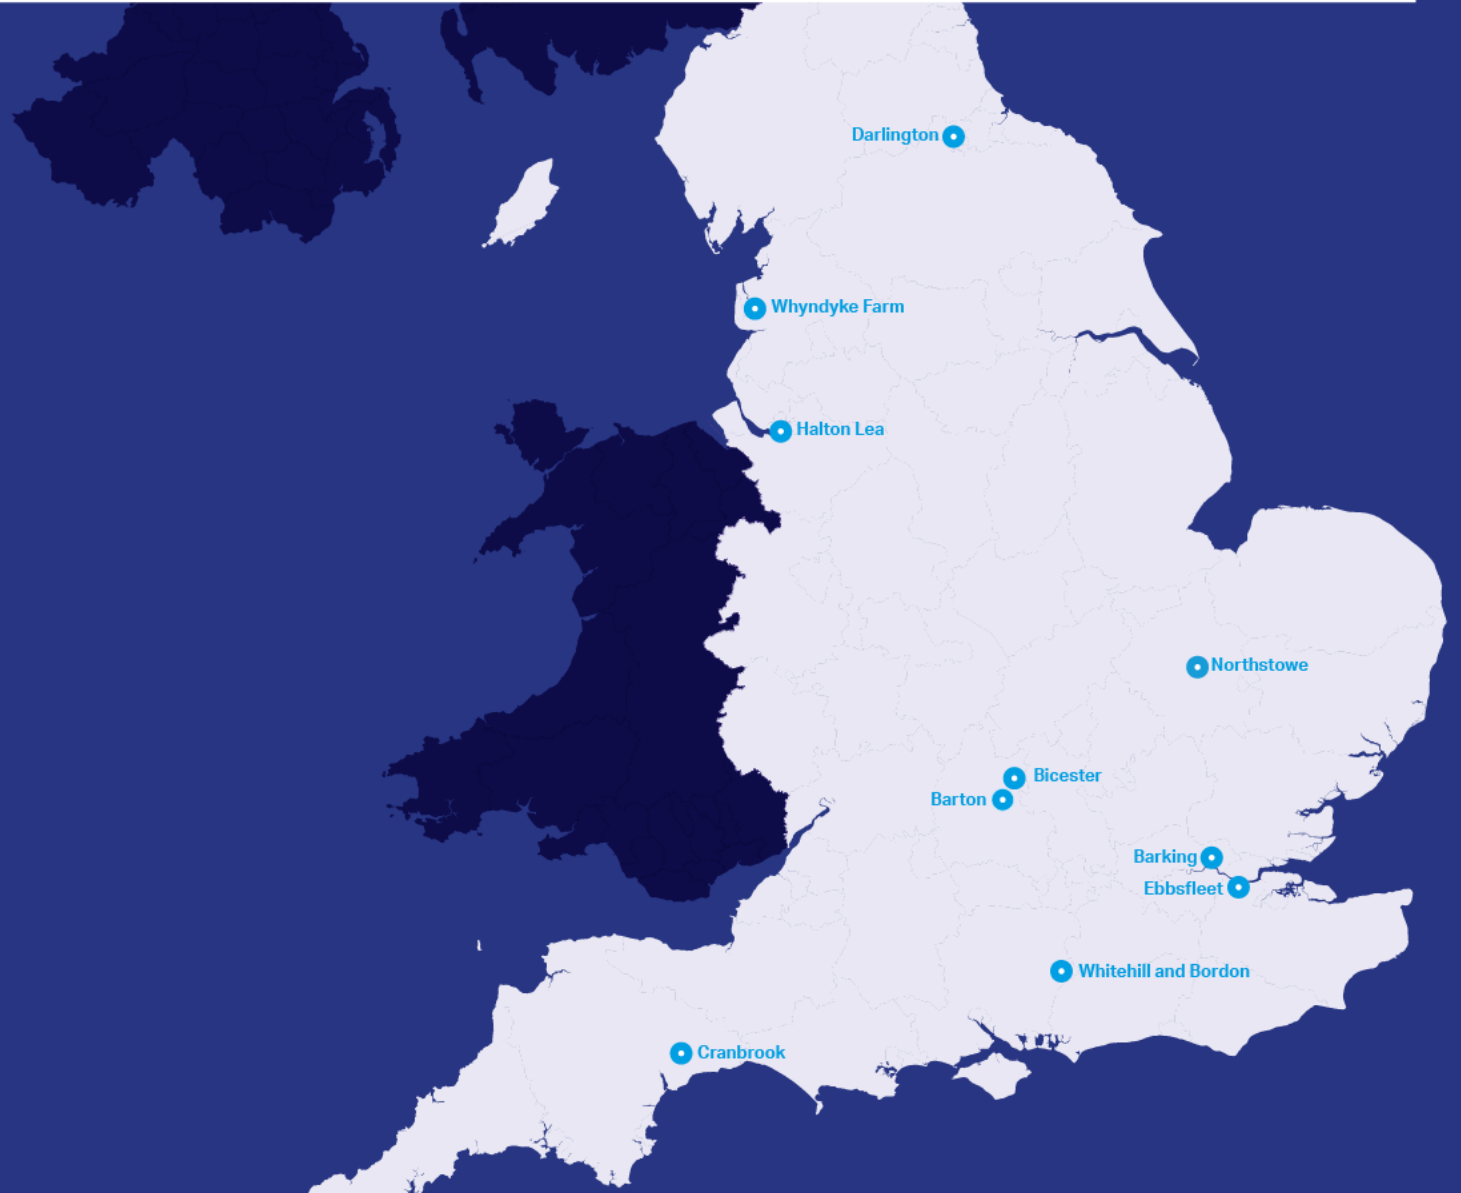 Darlington
Whyndyke Farm
Halton Lea
Northstowe
Bicester
Barton
Barking
Ebbsfleet
Whitehill and Bordon
Cranbrook